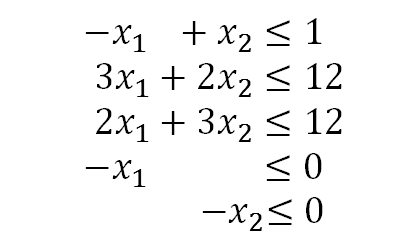 −x₁ + x₂ ≤ 1
3x₁ + 2x₂ ≤ 12
2x₁ + 3x₂ ≤ 12
−x₁ ≤ 0
−x₂ ≤ 0